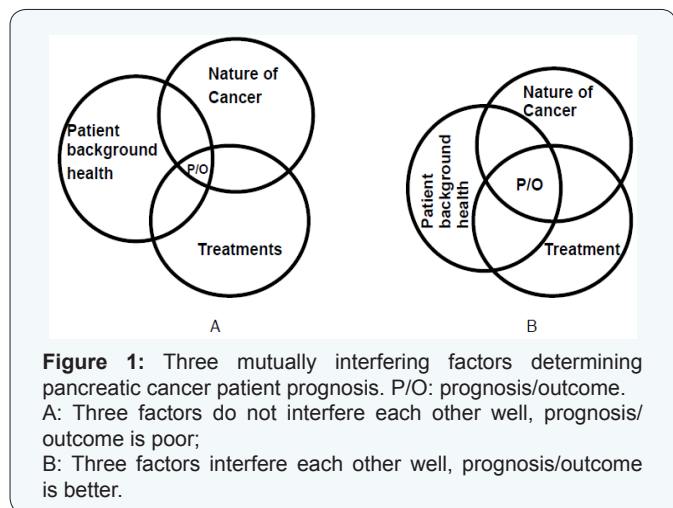 Nature of
Cancer
Patient
background
health
P/O
Treatments
A
Nature of
Cancer
Patient
background
health
P/O
Treatment
B
Figure 1: Three mutually interfering factors determining
pancreatic cancer patient prognosis. P/O: prognosis/outcome.
A: Three factors do not interfere each other well, prognosis/
outcome is poor;
B: Three factors interfere each other well, prognosis/outcome
is better.